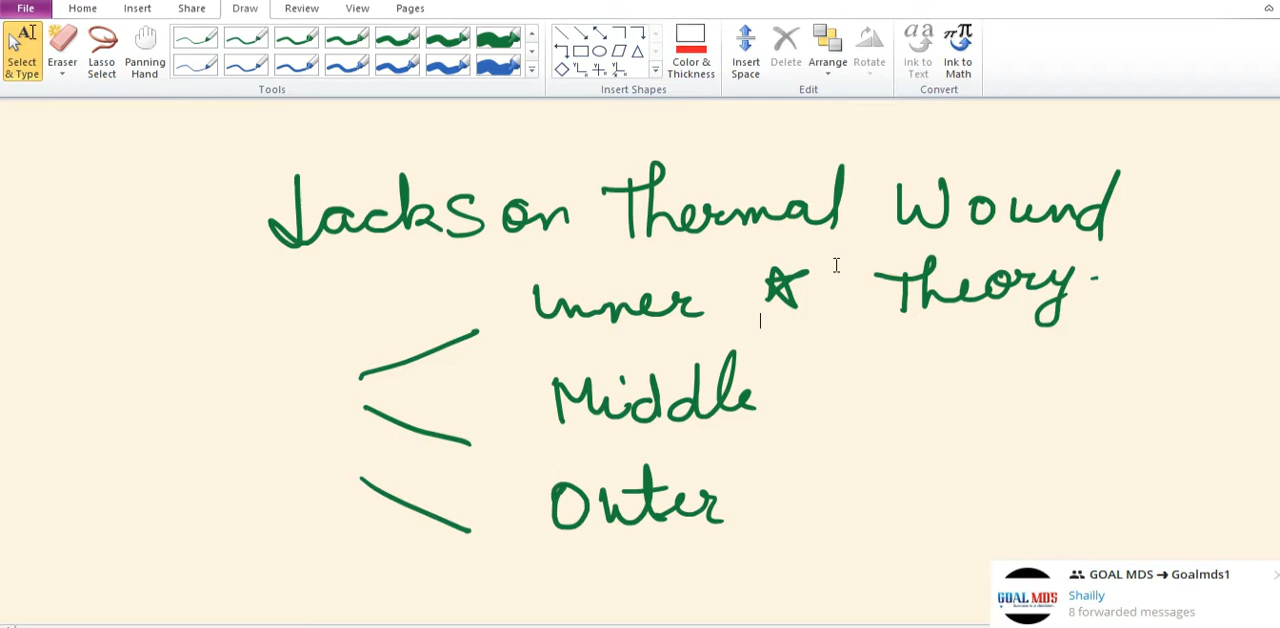 File Home Insert Share Draw Review View Pages
Select & Type Eraser Lasso Select Panning Hand Color & Thickness Insert Space Delete Arrange Rotate Ink to Text Ink to Math
Tools Insert Shapes Edit Convert
Jackson Thermal Wound
Theory.
Inner
Middle
Outer
GOAL MDS → Goalmds1
GOAL MDS
Shailly
8 forwarded messages